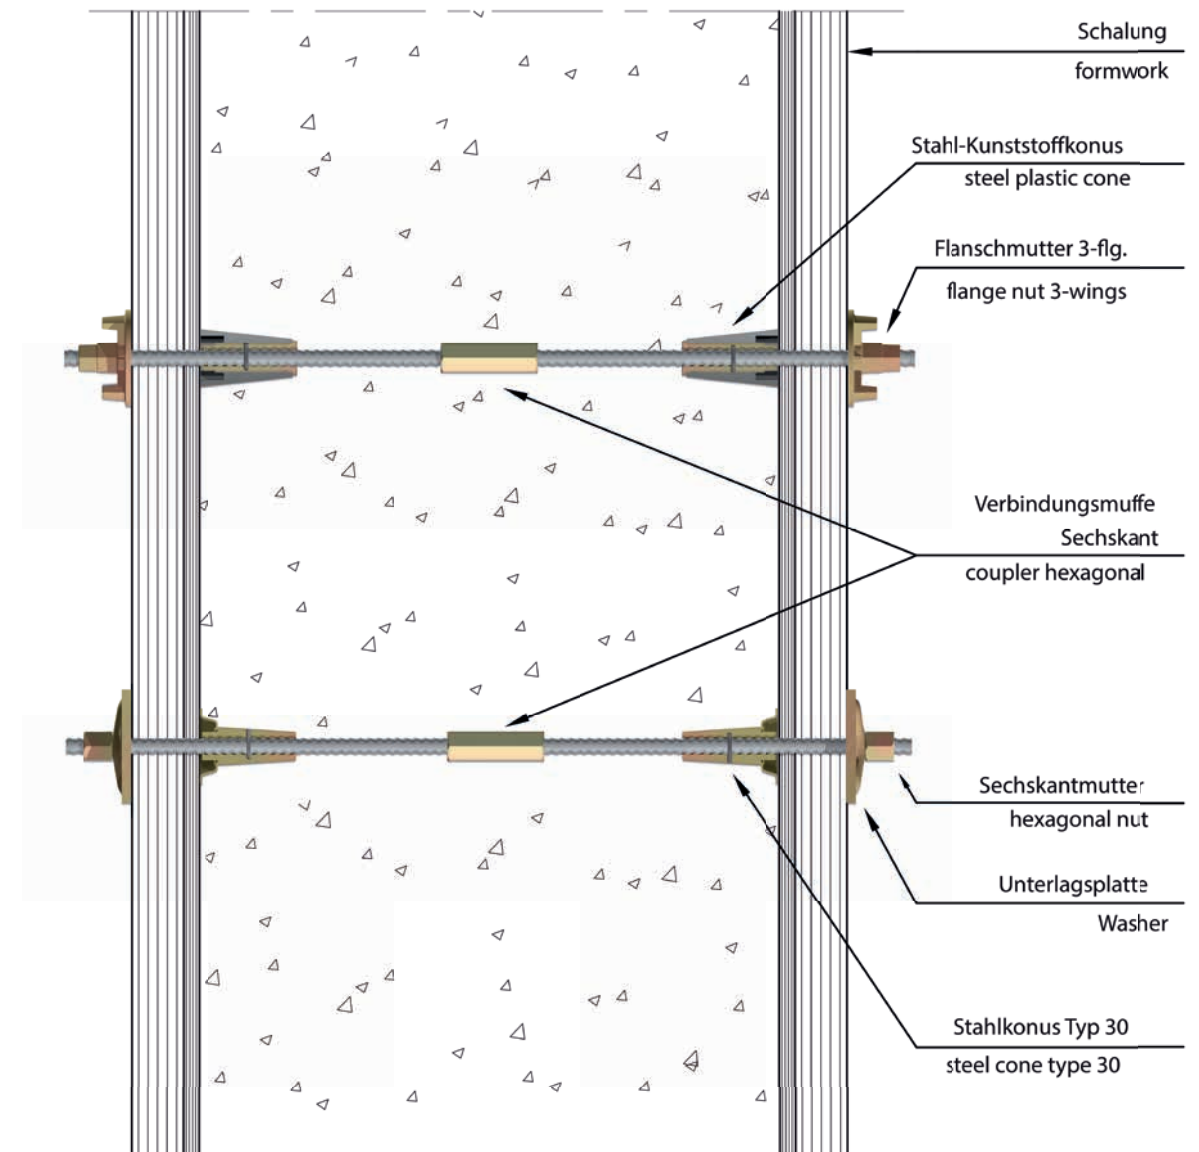 Schalung
formwork
Stahl-Kunststoffkonus
steel plastic cone
Flanschmutter 3-flg.
flange nut 3-wings
Verbindungsmuffe
Sechskant
coupler hexagonal
Sechskantmutter
hexagonal nut
Unterlagsplatte
Washer
Stahlkonus Typ 30
steel cone type 30